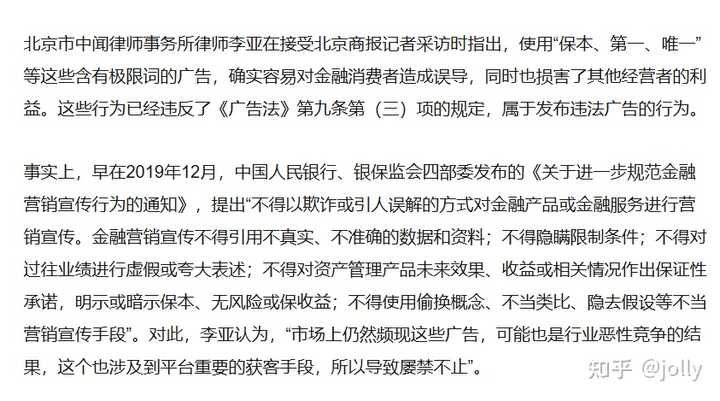 北京市中闻律师事务所律师李亚在接受北京商报记者采访时指出，使用“保本、第一、唯一”
等这些含有极限词的广告，确实容易对金融消费者造成误导，同时也损害了其他经营者的利
益。这些行为已经违反了《广告法》第九条第（三）项的规定，属于发布违法广告的行为。
事实上，早在2019年12月，中国人民银行、银保监会四部委发布的《关于进一步规范金融
营销宣传行为的通知》，提出“不得以欺诈或引人误解的方式对金融产品或金融服务进行营
销宣传。金融营销宣传不得引用不真实、不准确的数据和资料；不得隐瞒限制条件；不得对
过往业绩进行虚假或夸大表述；不得对资产管理产品未来效果、收益或相关情况作出保证性
承诺，明示或暗示保本、无风险或保收益；不得使用偷换概念、不当类比、隐去假设等不当
营销宣传手段”。对此，李亚认为，“市场上仍然频现这些广告，可能也是行业恶性竞争的结
果，这个也涉及到平台重要的获客手段，所以导致屡禁不止”。
知乎 @jolly